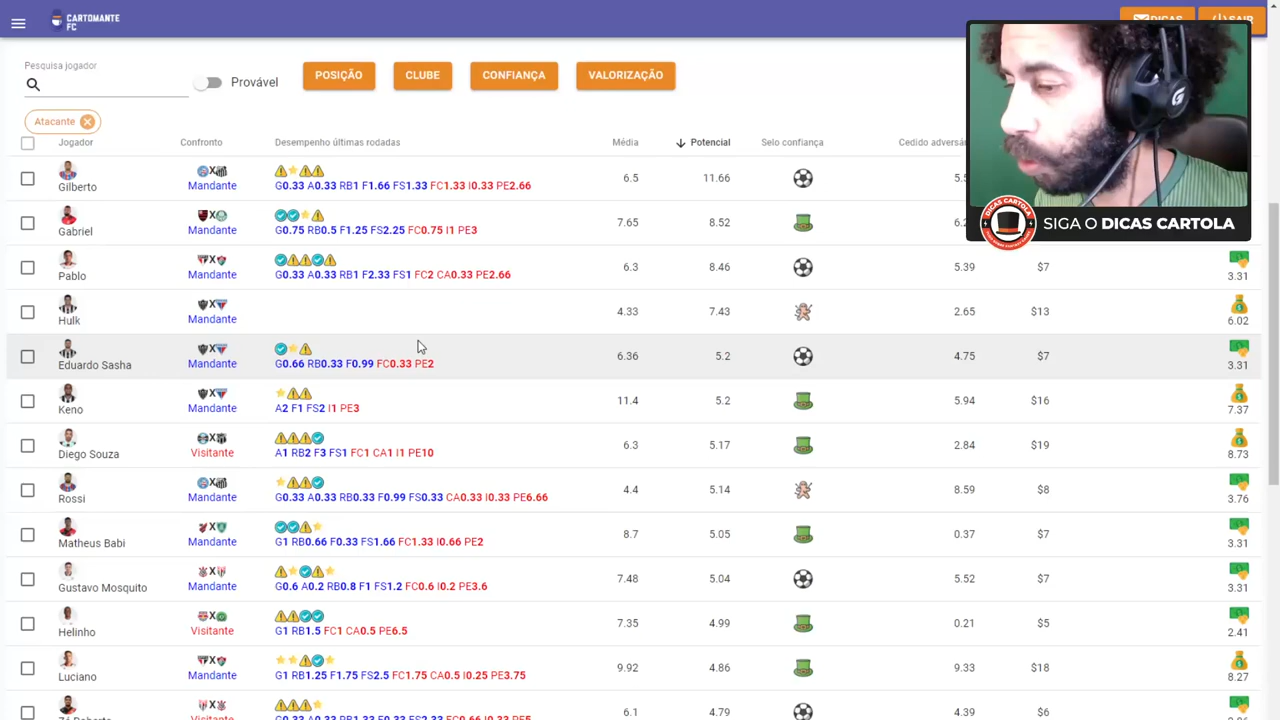 CARTOMANTE
FC
DICAS
SAIR
Pesquisa jogador
Provável
POSIÇÃO
CLUBE
CONFIANÇA
VALORIZAÇÃO
Atacante
Jogador Confronto Desempenho últimas rodadas Média Potencial Selo confiança Cedido
Gilberto Mandante G0.33 A0.33 RB1 F1.66 FS1.33 FC1.33 I0.33 PE2.66 6.5 11.66
Gabriel Mandante G0.75 RB0.5 F1.25 FS2.25 FC0.75 I1 PE3 7.65 8.52
DICAS CARTOLA
SIGA O DICAS CARTOLA
Pablo Mandante G0.33 A0.33 RB1 F2.33 FS1 FC2 CA0.33 PE2.66 6.3 8.46 5.39 $7 3.31
Hulk Mandante 4.33 7.43 2.65 $13 6.02
Eduardo Sasha Mandante G0.66 RB0.33 F0.99 FC0.33 PE2 6.36 5.2 4.75 $7 3.31
Keno Mandante A2 F1 FS2 I1 PE3 11.4 5.2 5.94 $16 7.37
Diego Souza Visitante A1 RB2 F3 FS1 FC1 CA1 I1 PE10 6.3 5.17 2.84 $19 8.73
Rossi Mandante G0.33 A0.33 RB0.33 F0.99 FS0.33 CA0.33 I0.33 PE6.66 4.4 5.14 8.59 $8 3.76
Matheus Babi Mandante G1 RB0.66 F0.33 FS1.66 FC1.33 I0.66 PE2 8.7 5.05 0.37 $7 3.31
Gustavo Mosquito Mandante G0.6 A0.2 RB0.8 F1 FS1.2 FC0.6 I0.2 PE3.6 7.48 5.04 5.52 $7 3.31
Helinho Visitante G1 RB1.5 FC1 CA0.5 PE6.5 7.35 4.99 0.21 $5 2.41
Luciano Mandante G1 RB1.25 F1.75 FS2.5 FC1.75 CA0.5 I0.25 PE3.75 9.92 4.86 9.33 $18 8.27
Visitante 6.1 4.79 4.39 $6